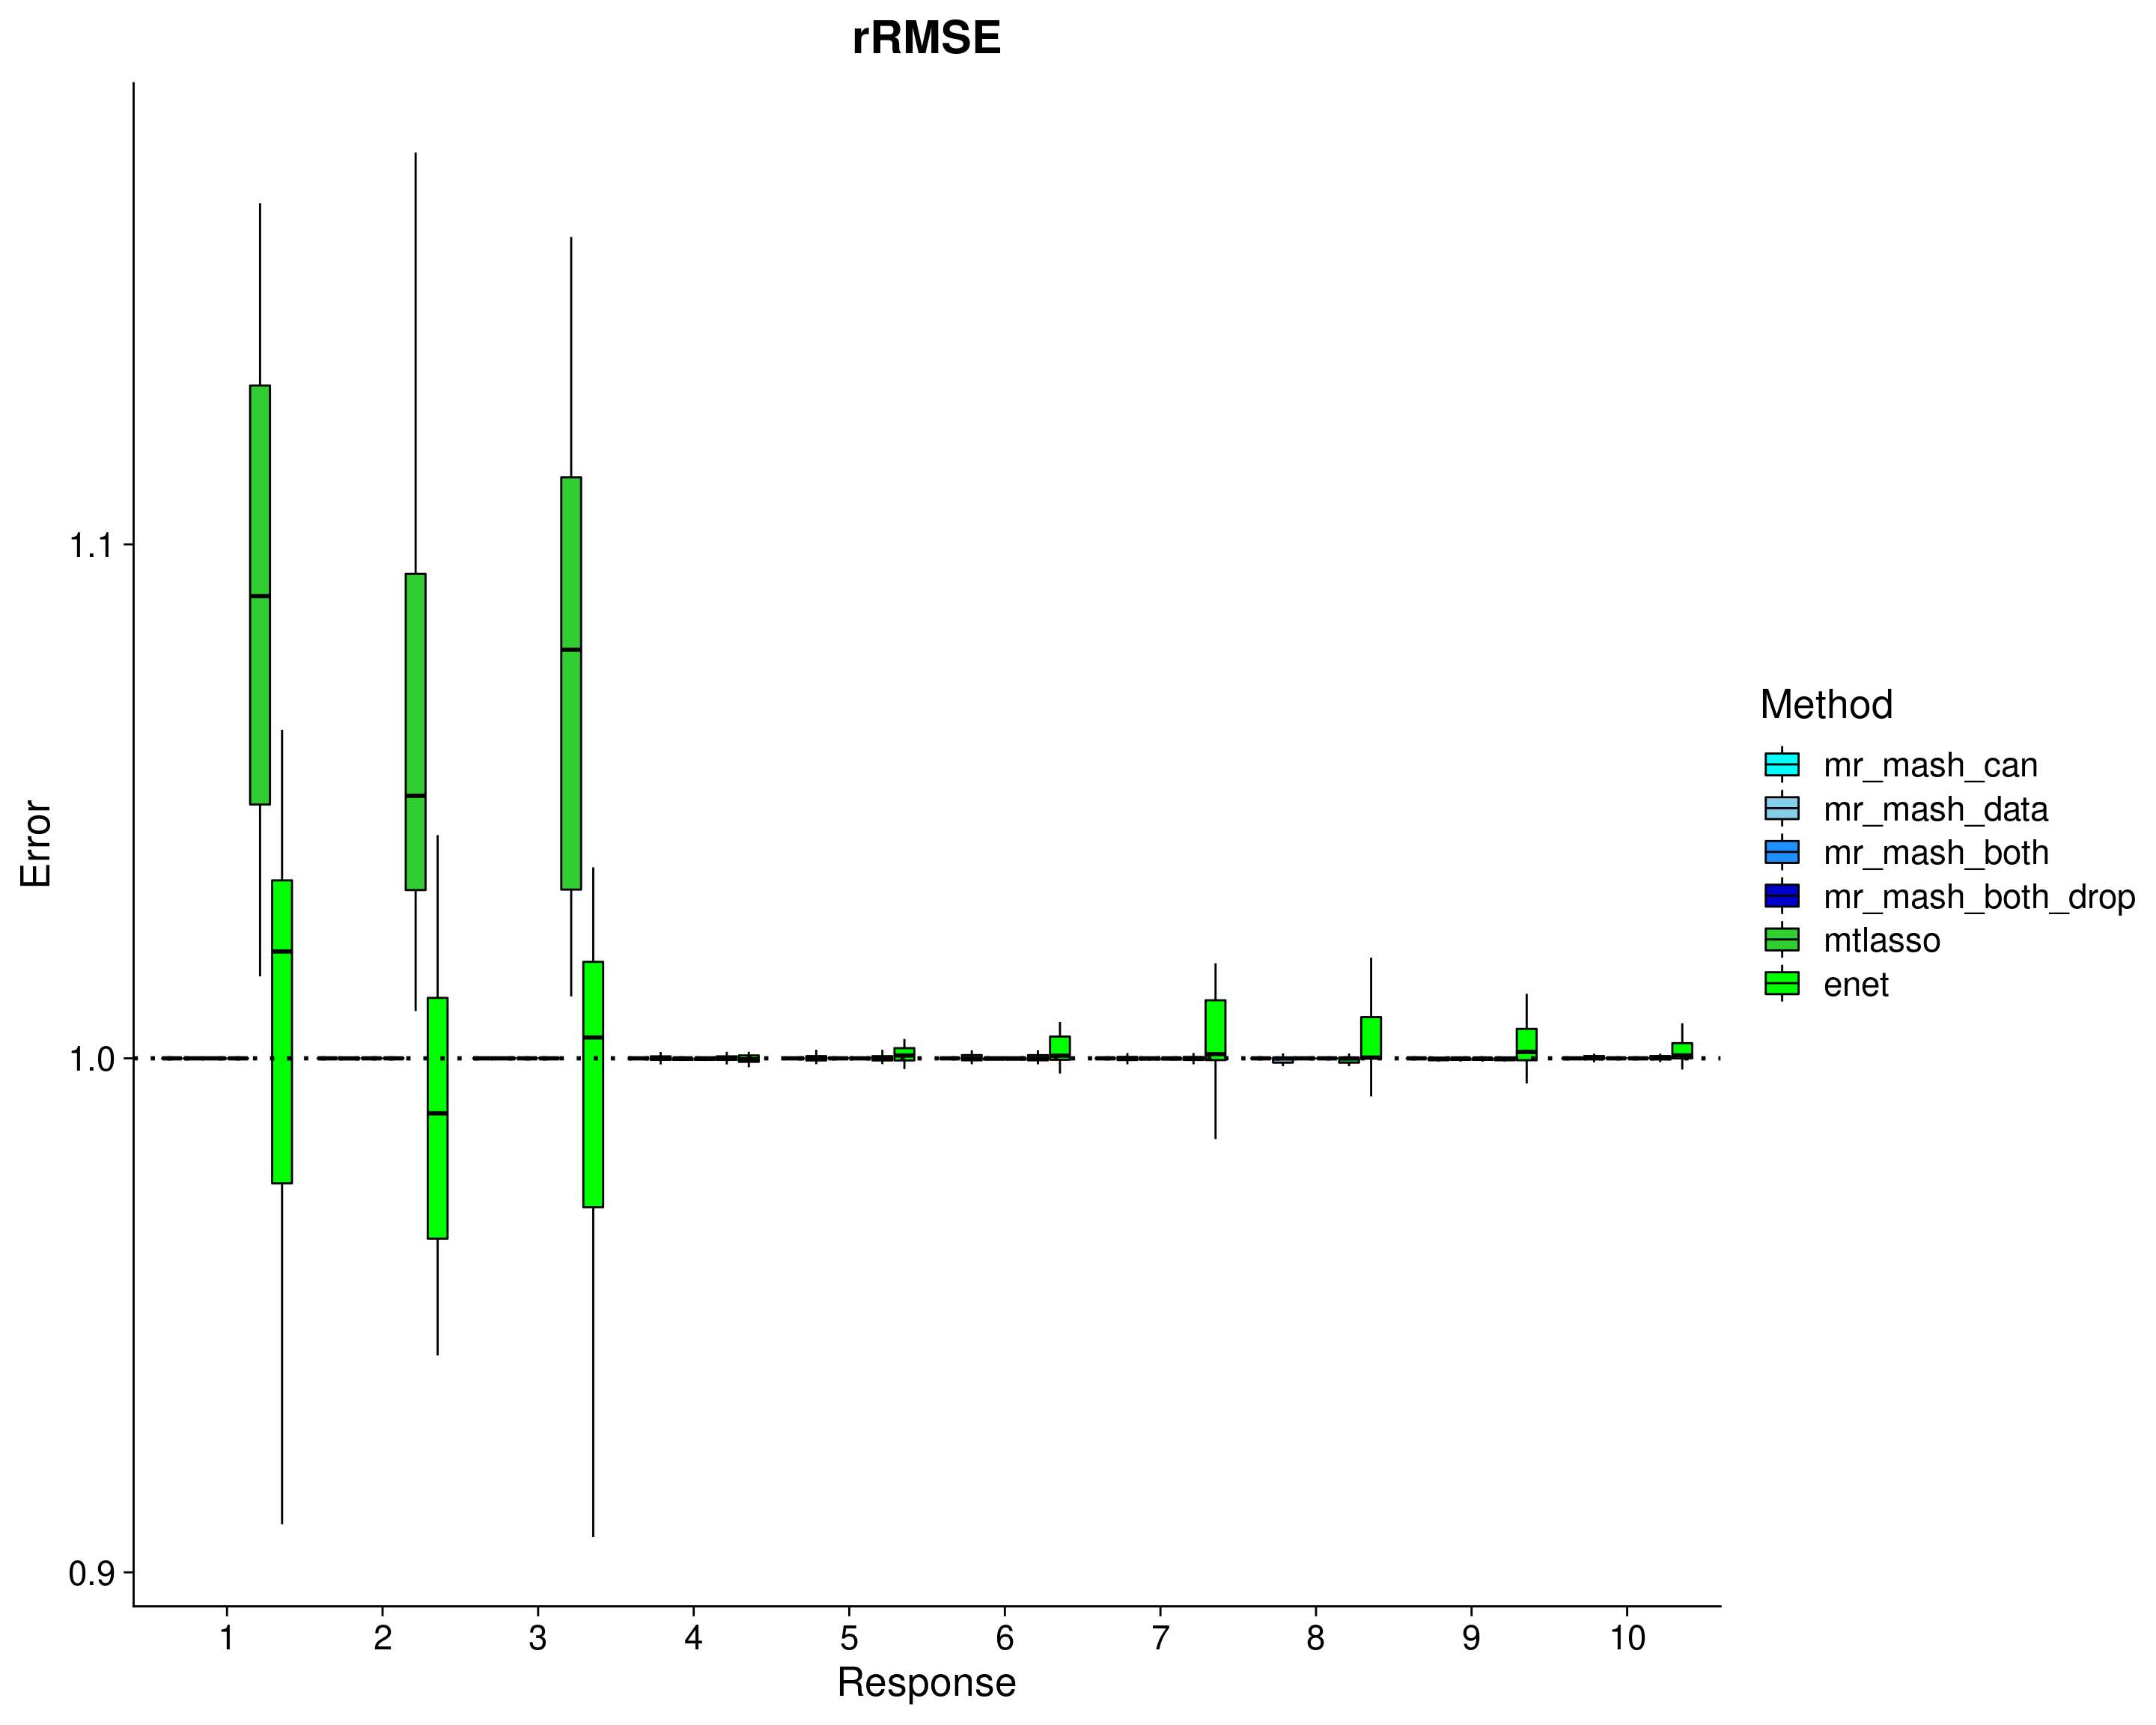 rRMSE
Error
1.1
1.0
0.9
1 2 3 4 5 6 7 8 9 10
Response
Method
mr_mash_can
mr_mash_data
mr_mash_both
mr_mash_both_drop
mtlasso
enet